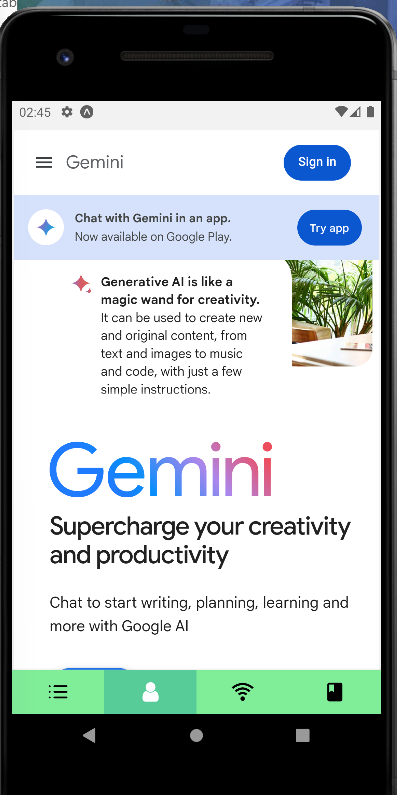 tab
02:45
Gemini
Sign in
Chat with Gemini in an app.
Now available on Google Play.
Try app
Generative AI is like a
magic wand for creativity.
It can be used to create new
and original content, from
text and images to music
and code, with just a few
simple instructions.
Gemini
Supercharge your creativity
and productivity
Chat to start writing, planning, learning and
more with Google AI